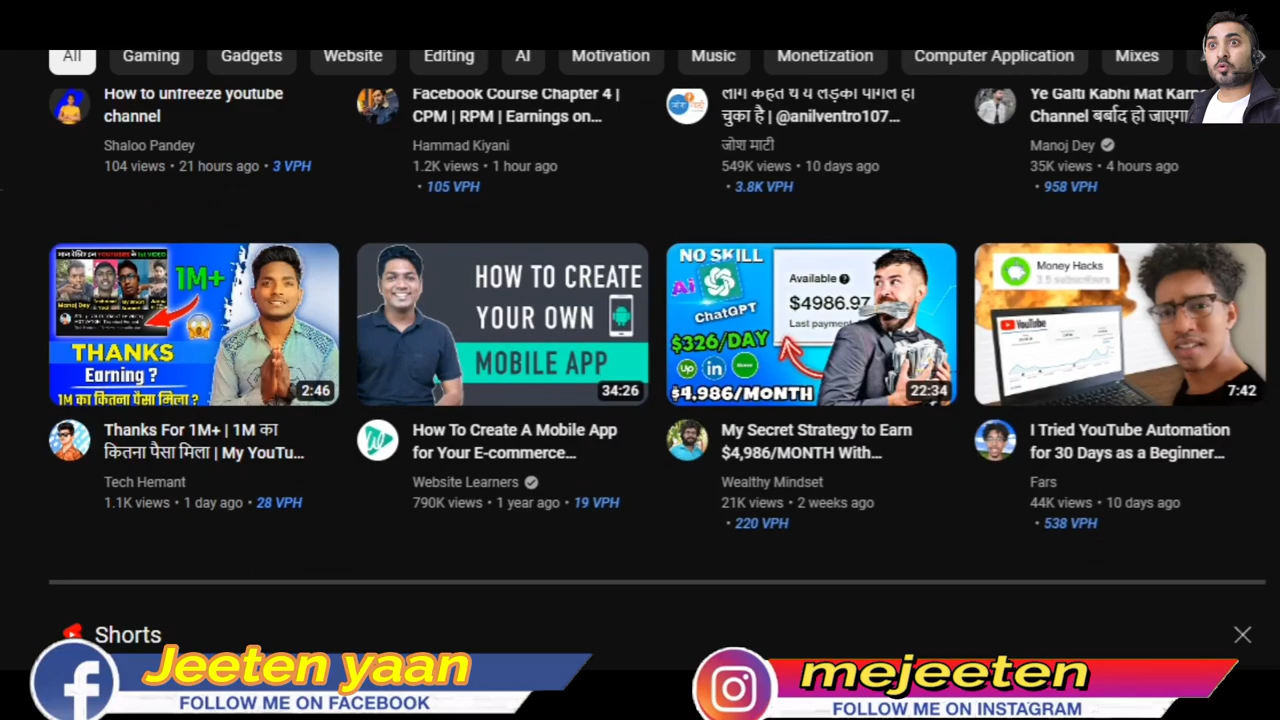 All Gaming Gadgets Website Editing AI Motivation Music Monetization Computer Application Mixes
How to unfreeze youtube
channel
Shaloo Pandey
104 views • 21 hours ago • 3 VPH
Facebook Course Chapter 4 |
CPM | RPM | Earnings on...
Hammad Kiyani
1.2K views • 1 hour ago
• 105 VPH
लोग कहते थे ये लड़का पागल हो
चुका है | @anilventro107...
जोश माटी
549K views • 10 days ago
• 3.8K VPH
Ye Galti Kabhi Mat Karna
Channel बर्बाद हो जाएगा
Manoj Dey
35K views • 4 hours ago
• 958 VPH
1M+
Manoj Dey
THANKS
Earning ?
1M का कितना पैसा मिला ?
2:46
HOW TO CREATE
YOUR OWN
MOBILE APP
34:26
NO SKILL
Ai
ChatGPT
$326/DAY
Up in
$4,986/MONTH
Available ?
$4986.97
Last payment
22:34
Money Hacks
3.5 subscribers
YouTube
7:42
Thanks For 1M+ | 1M का
कितना पैसा मिला | My YouTu...
Tech Hemant
1.1K views • 1 day ago • 28 VPH
How To Create A Mobile App
for Your E-commerce...
Website Learners
790K views • 1 year ago • 19 VPH
My Secret Strategy to Earn
$4,986/MONTH With...
Wealthy Mindset
21K views • 2 weeks ago
• 220 VPH
I Tried YouTube Automation
for 30 Days as a Beginner...
Fars
44K views • 10 days ago
• 538 VPH
Shorts
Jeeten yaan
FOLLOW ME ON FACEBOOK
mejeeten
FOLLOW ME ON INSTAGRAM